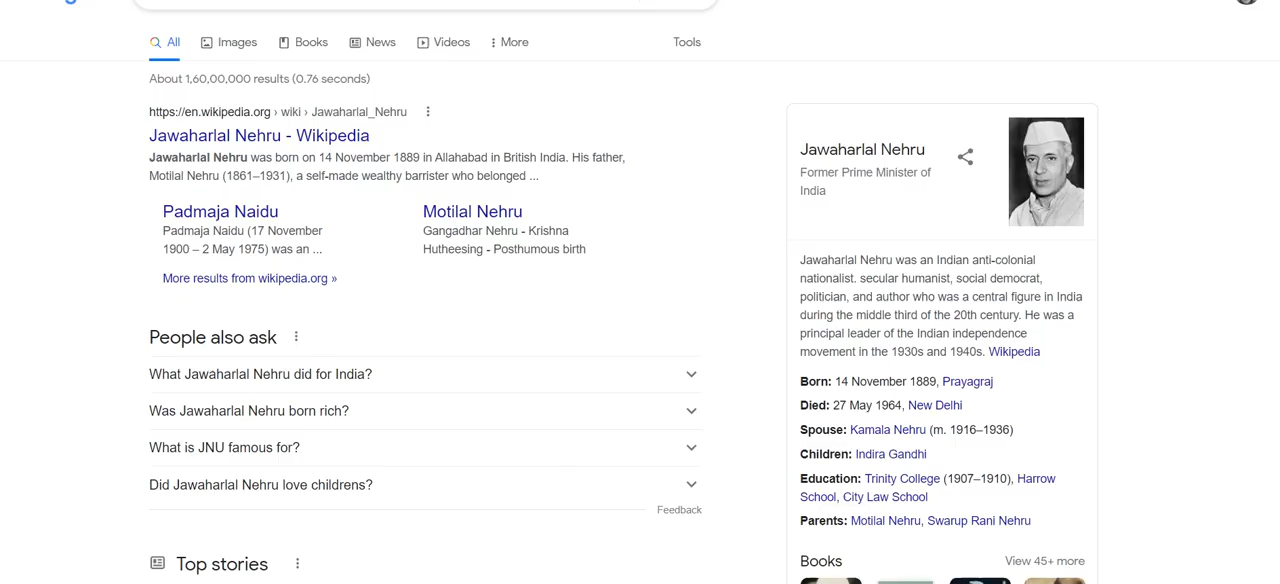 All
Images
Books
News
Videos
More
Tools
About 1,60,00,000 results (0.76 seconds)
https://en.wikipedia.org › wiki › Jawaharlal_Nehru
Jawaharlal Nehru - Wikipedia
Jawaharlal Nehru was born on 14 November 1889 in Allahabad in British India. His father,
Motilal Nehru (1861–1931), a self-made wealthy barrister who belonged ...
Padmaja Naidu
Padmaja Naidu (17 November
1900 – 2 May 1975) was an ...
Motilal Nehru
Gangadhar Nehru - Krishna
Hutheesing - Posthumous birth
More results from wikipedia.org »
People also ask
What Jawaharlal Nehru did for India?
Was Jawaharlal Nehru born rich?
What is JNU famous for?
Did Jawaharlal Nehru love childrens?
Feedback
Top stories
Jawaharlal Nehru
Former Prime Minister of
India
Jawaharlal Nehru was an Indian anti-colonial
nationalist. secular humanist, social democrat,
politician, and author who was a central figure in India
during the middle third of the 20th century. He was a
principal leader of the Indian independence
movement in the 1930s and 1940s. Wikipedia
Born: 14 November 1889, Prayagraj
Died: 27 May 1964, New Delhi
Spouse: Kamala Nehru (m. 1916–1936)
Children: Indira Gandhi
Education: Trinity College (1907–1910), Harrow
School, City Law School
Parents: Motilal Nehru, Swarup Rani Nehru
Books
View 45+ more